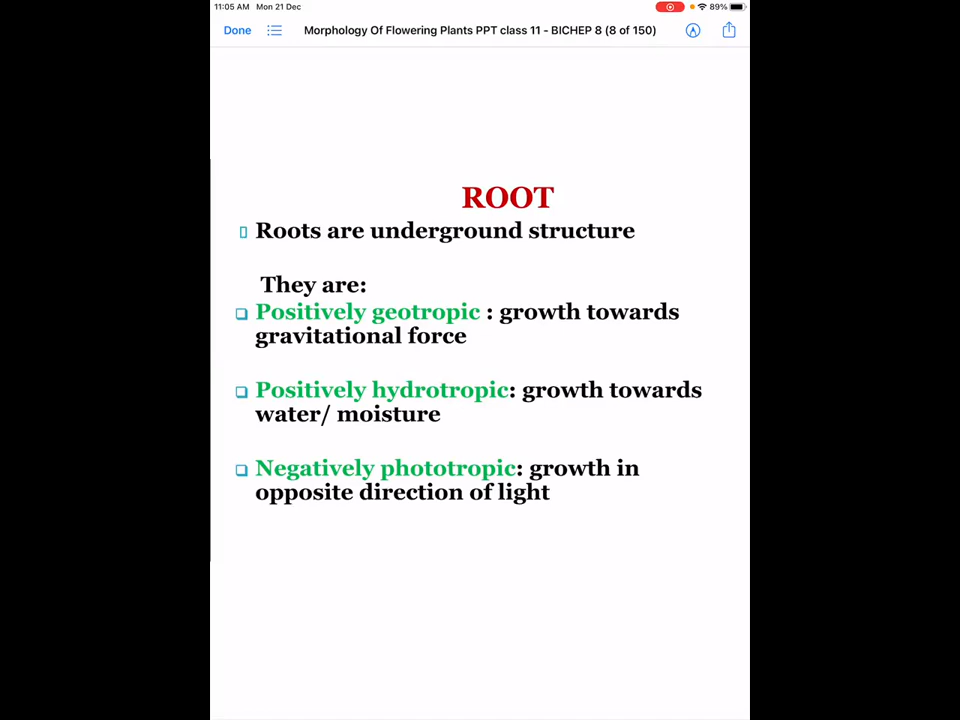 11:05 AM Mon 21 Dec 89%
Done Morphology Of Flowering Plants PPT class 11 - BICHEP 8 (8 of 150)
ROOT
Roots are underground structure
They are:
Positively geotropic : growth towards
gravitational force
Positively hydrotropic: growth towards
water/ moisture
Negatively phototropic: growth in
opposite direction of light